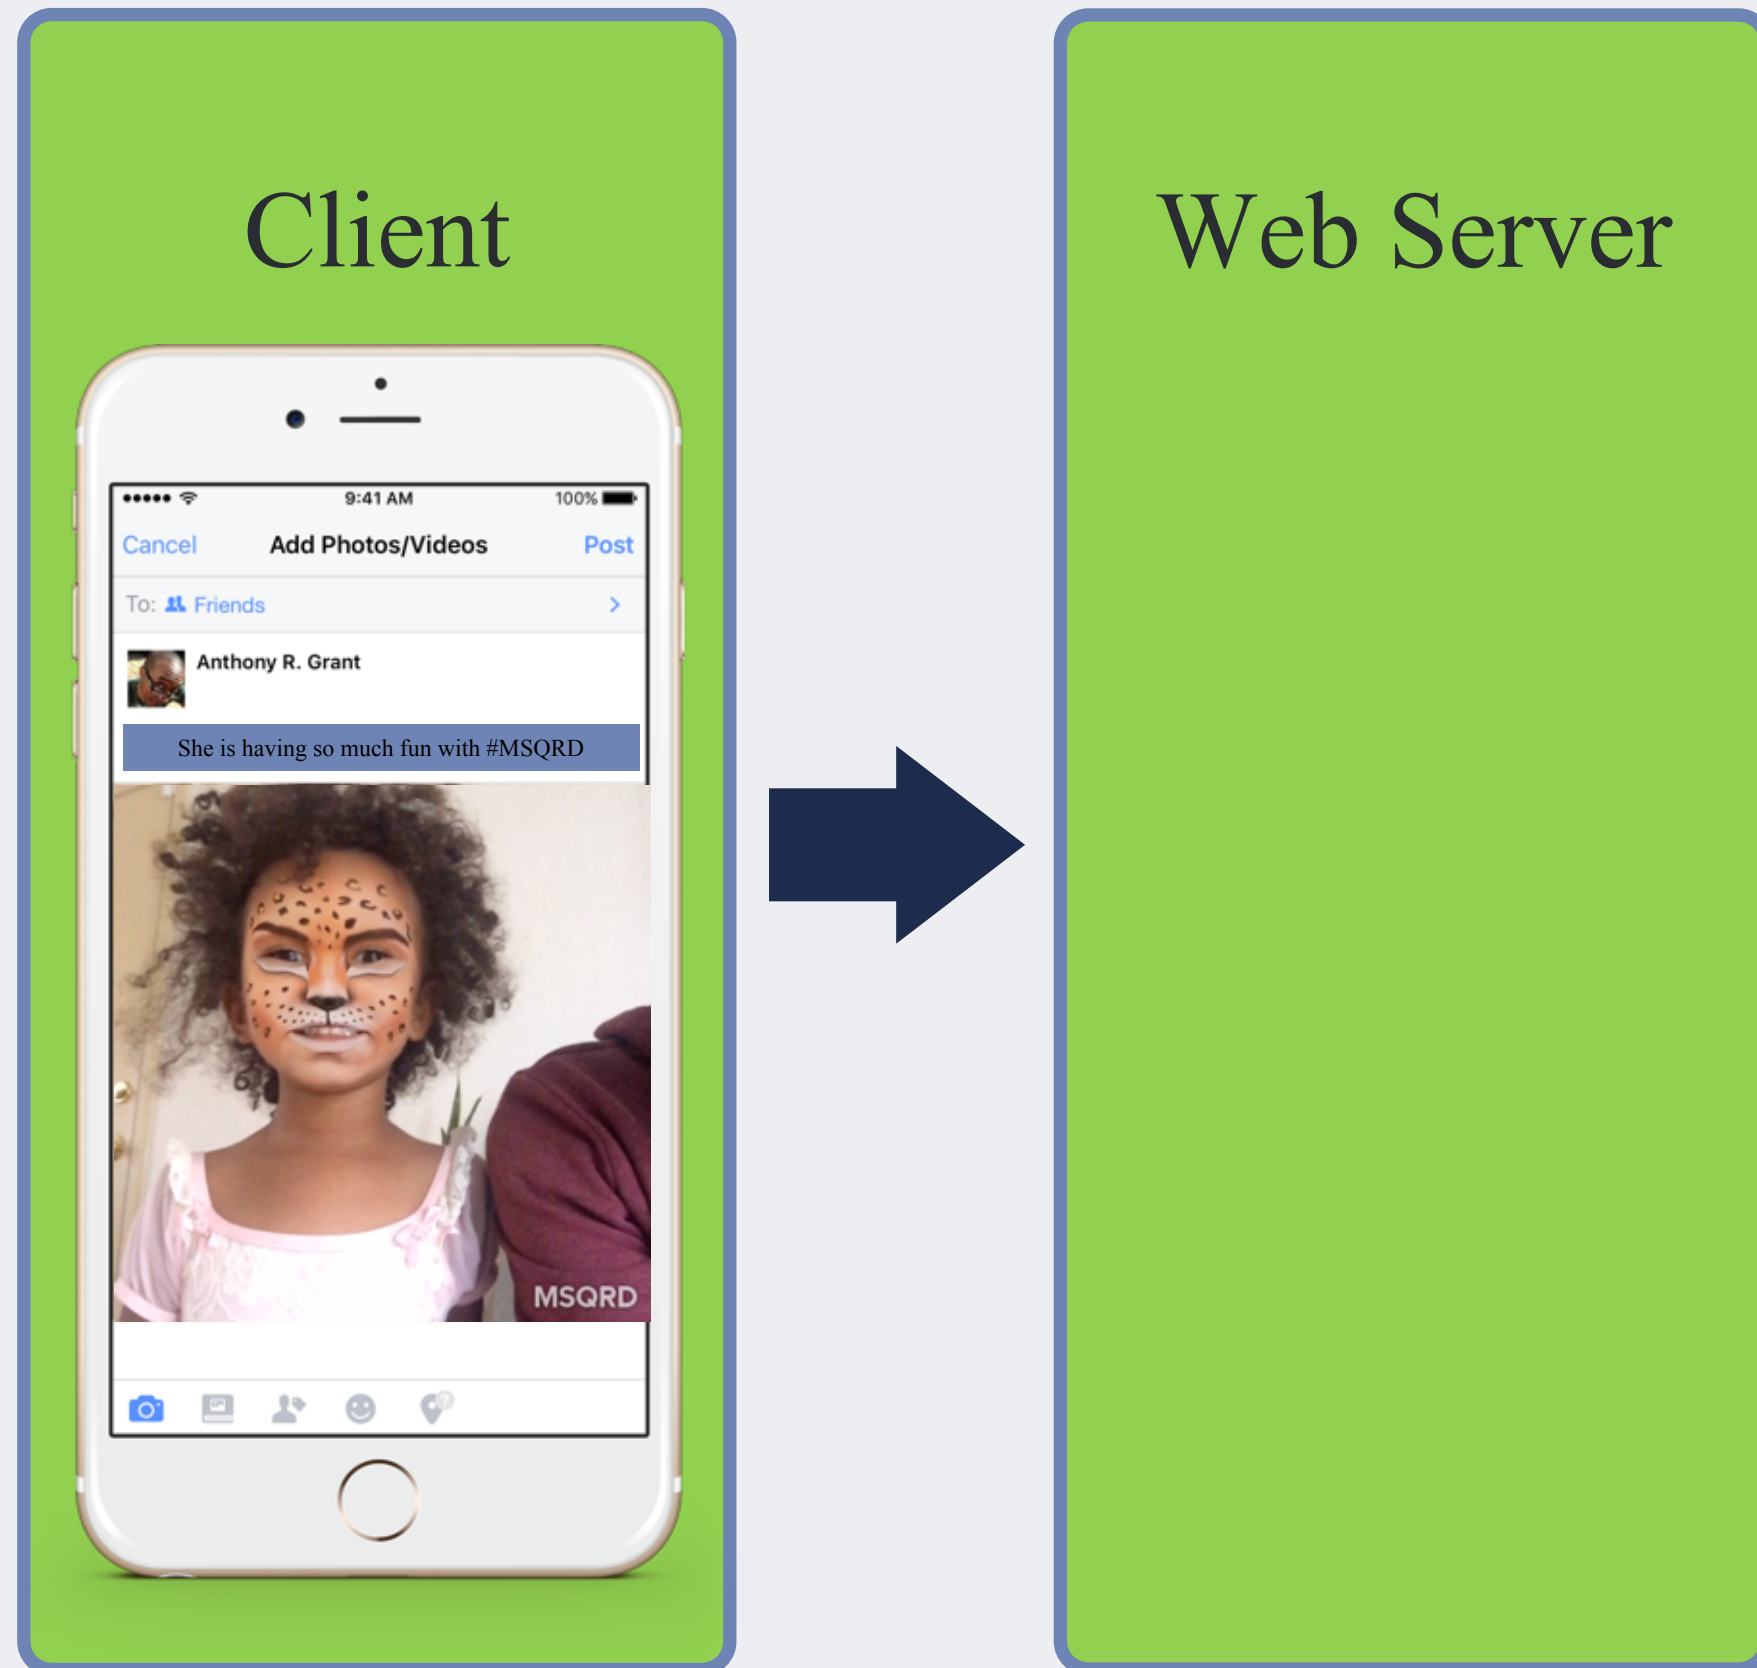 Client
Web Server
9:41 AM
100%
Cancel
Add Photos/Videos
Post
To: Friends
Anthony R. Grant
She is having so much fun with #MSQRD
MSQRD